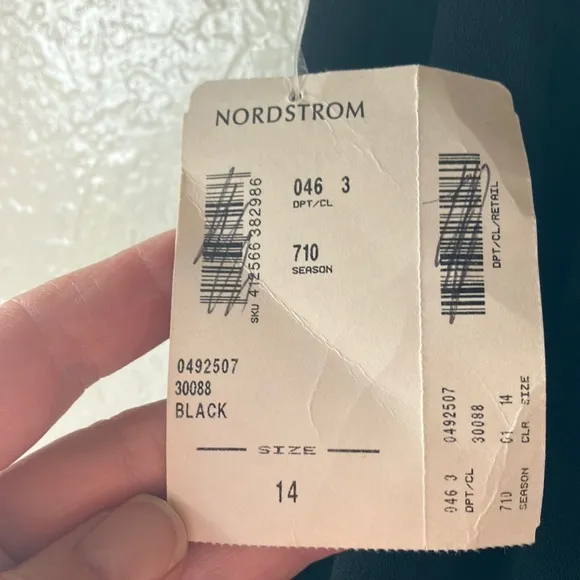 NORDSTROM
046 3
DPT/CL
710
SEASON
SKU 412566382986
0492507
30088
BLACK
SIZE
14
DPT/CL/RETAIL
0492507
30088
01 14
CLR SIZE
046 3
DPT/CL
710
SEASON